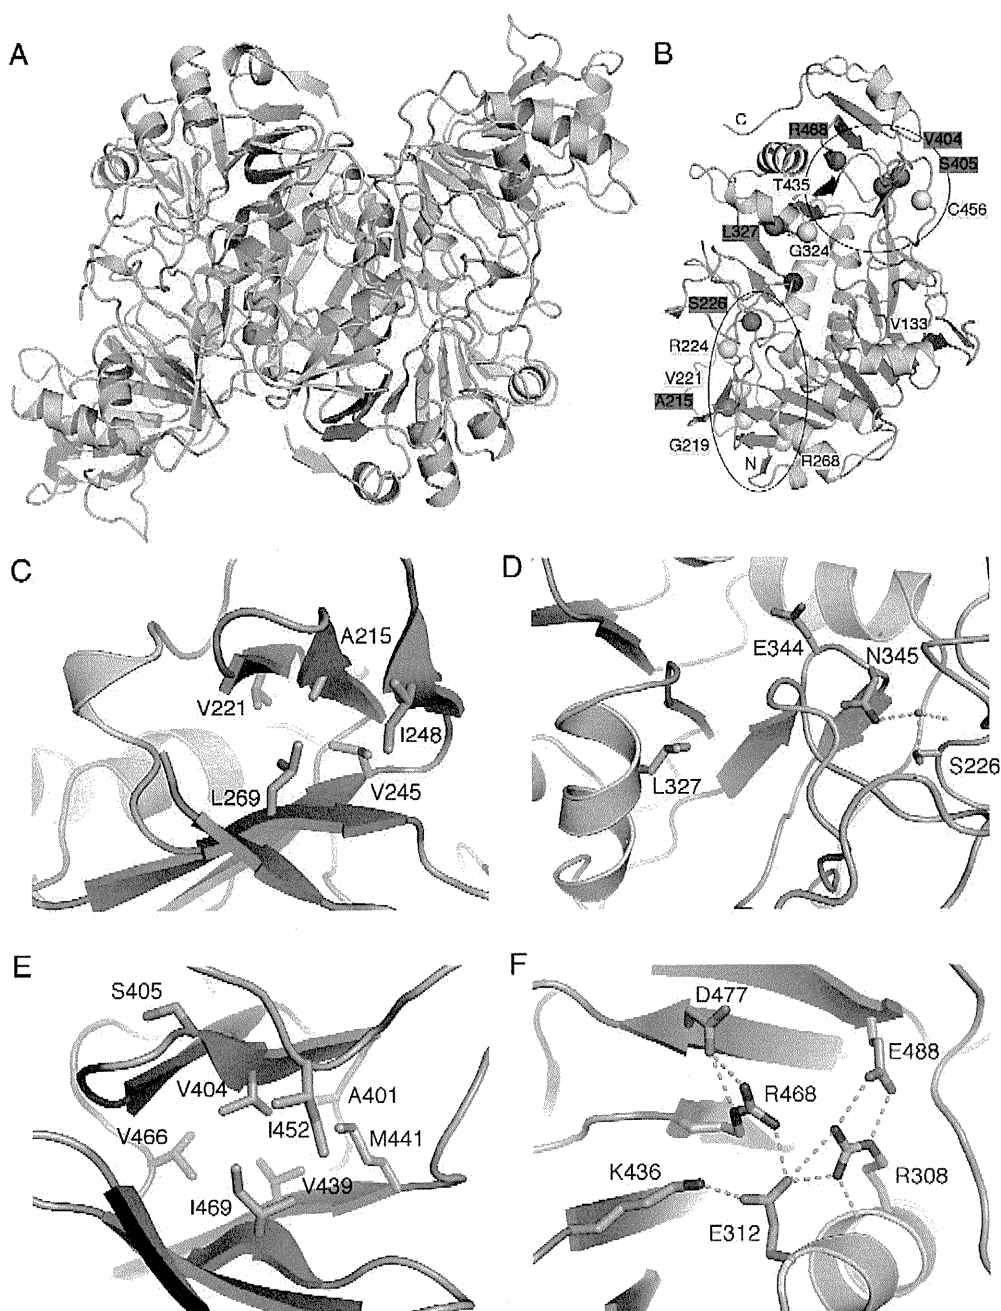 A
B
C
R468
V404
S405
T435
C456
L327
G324
S226
V133
R224
V221
A215
G219
R268
N
C
A215
V221
I248
L269
V245
D
E344
N345
L327
S226
E
S405
V404
A401
I452
V466
M441
V439
I469
F
D477
E488
R468
K436
R308
E312